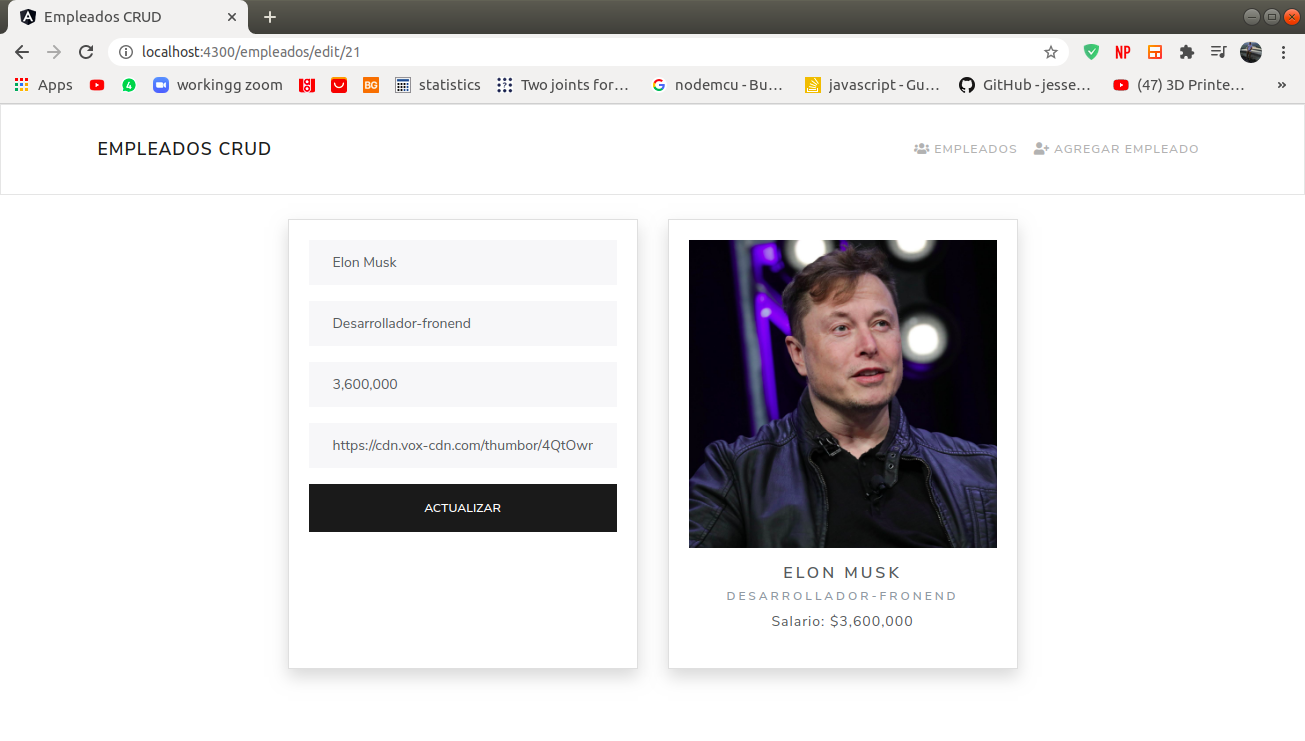 Empleados CRUD
localhost:4300/empleados/edit/21
NP
Apps
4
workingg zoom
BG
statistics
Two joints for…
nodemcu - Bu…
javascript - Gu…
GitHub - jesse…
(47) 3D Printe…
»
EMPLEADOS CRUD
EMPLEADOS
AGREGAR EMPLEADO
Elon Musk
Desarrollador-fronend
3,600,000
https://cdn.vox-cdn.com/thumbor/4QtOwr
ACTUALIZAR
ELON MUSK
DESARROLLADOR-FRONEND
Salario: $3,600,000